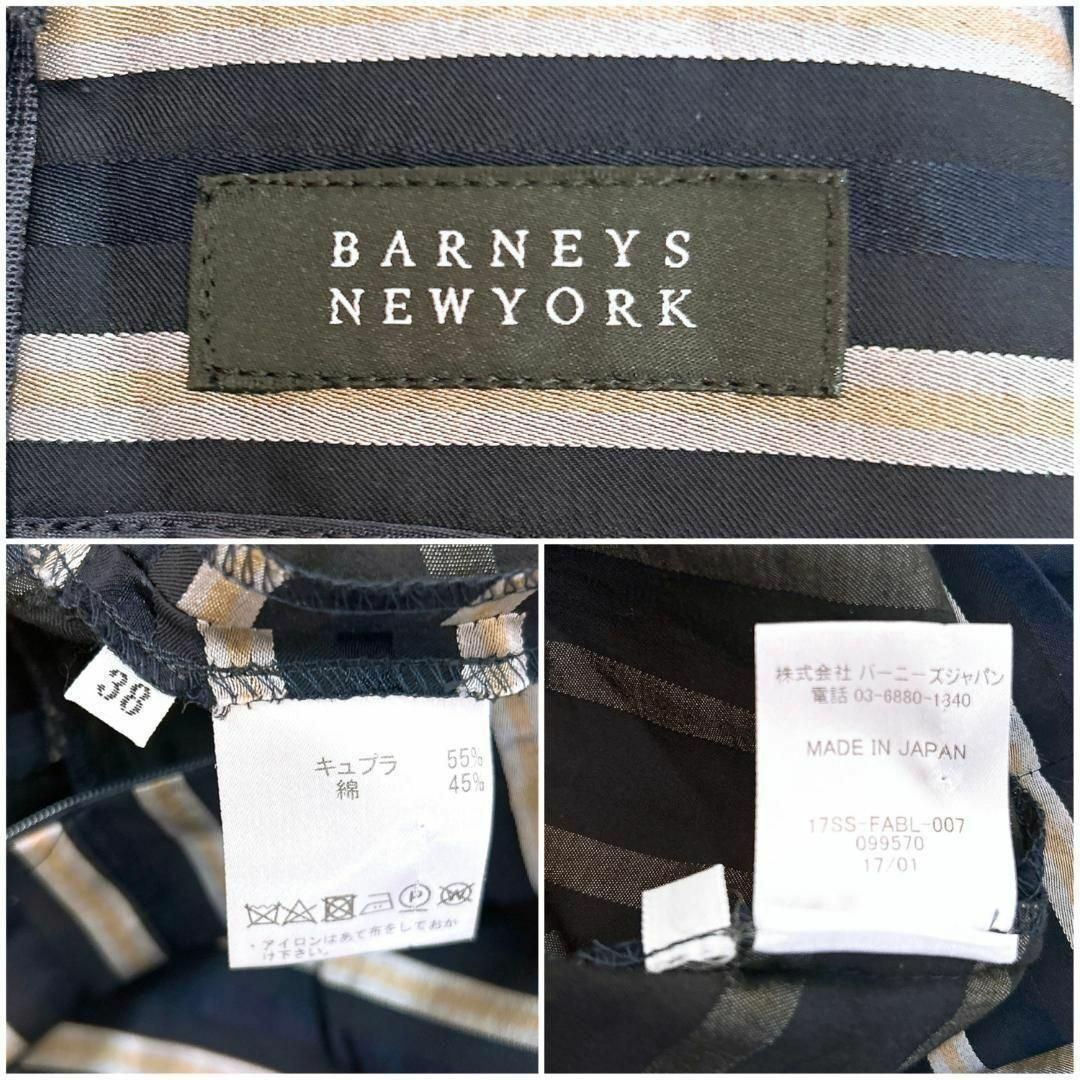 BARNEYS
NEWYORK
38
キュプラ 55%
綿 45%
P W
・アイロンはあて布をしておか
け下さい。
株式会社 バーニーズジャパン
電話 03-6880-1340
MADE IN JAPAN
17SS-FABL-007
099570
17/01